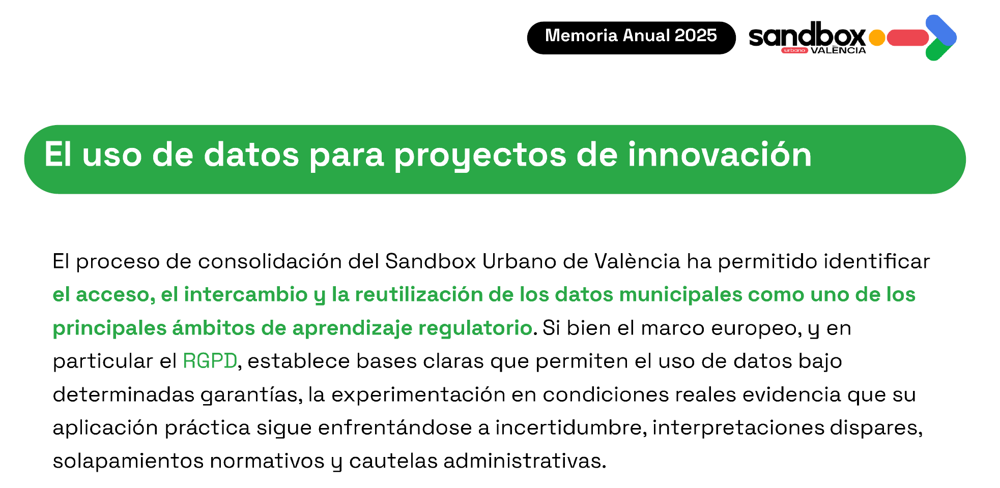 Memoria Anual 2025
sandbox
urbano VALÈNCIA
El uso de datos para proyectos de innovación
El proceso de consolidación del Sandbox Urbano de València ha permitido identificar
el acceso, el intercambio y la reutilización de los datos municipales como uno de los
principales ámbitos de aprendizaje regulatorio. Si bien el marco europeo, y en
particular el RGPD, establece bases claras que permiten el uso de datos bajo
determinadas garantías, la experimentación en condiciones reales evidencia que su
aplicación práctica sigue enfrentándose a incertidumbre, interpretaciones dispares,
solapamientos normativos y cautelas administrativas.